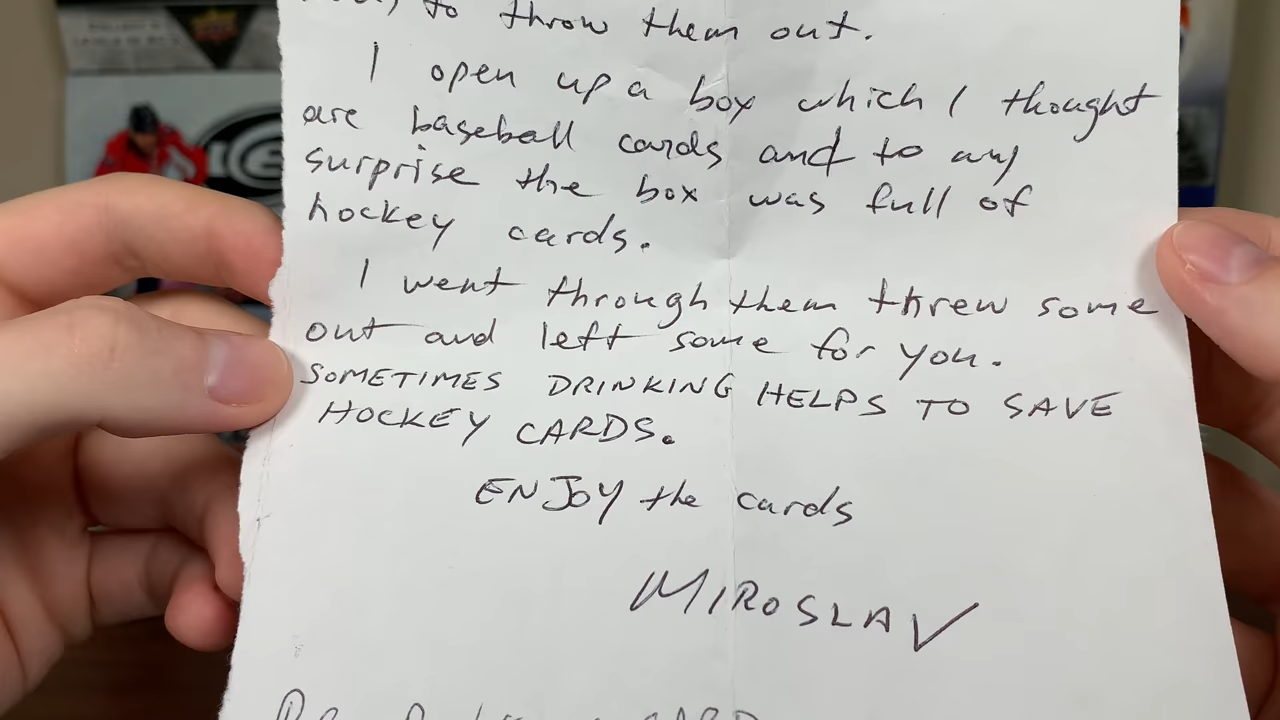 to throw them out.
I open up a box which I thought
are baseball cards and to any
surprise the box was full of
hockey cards.
I went through them threw some
out and left some for you.
SOMETIMES DRINKING HELPS TO SAVE
HOCKEY CARDS.
ENJOY the cards
MIROSLAV